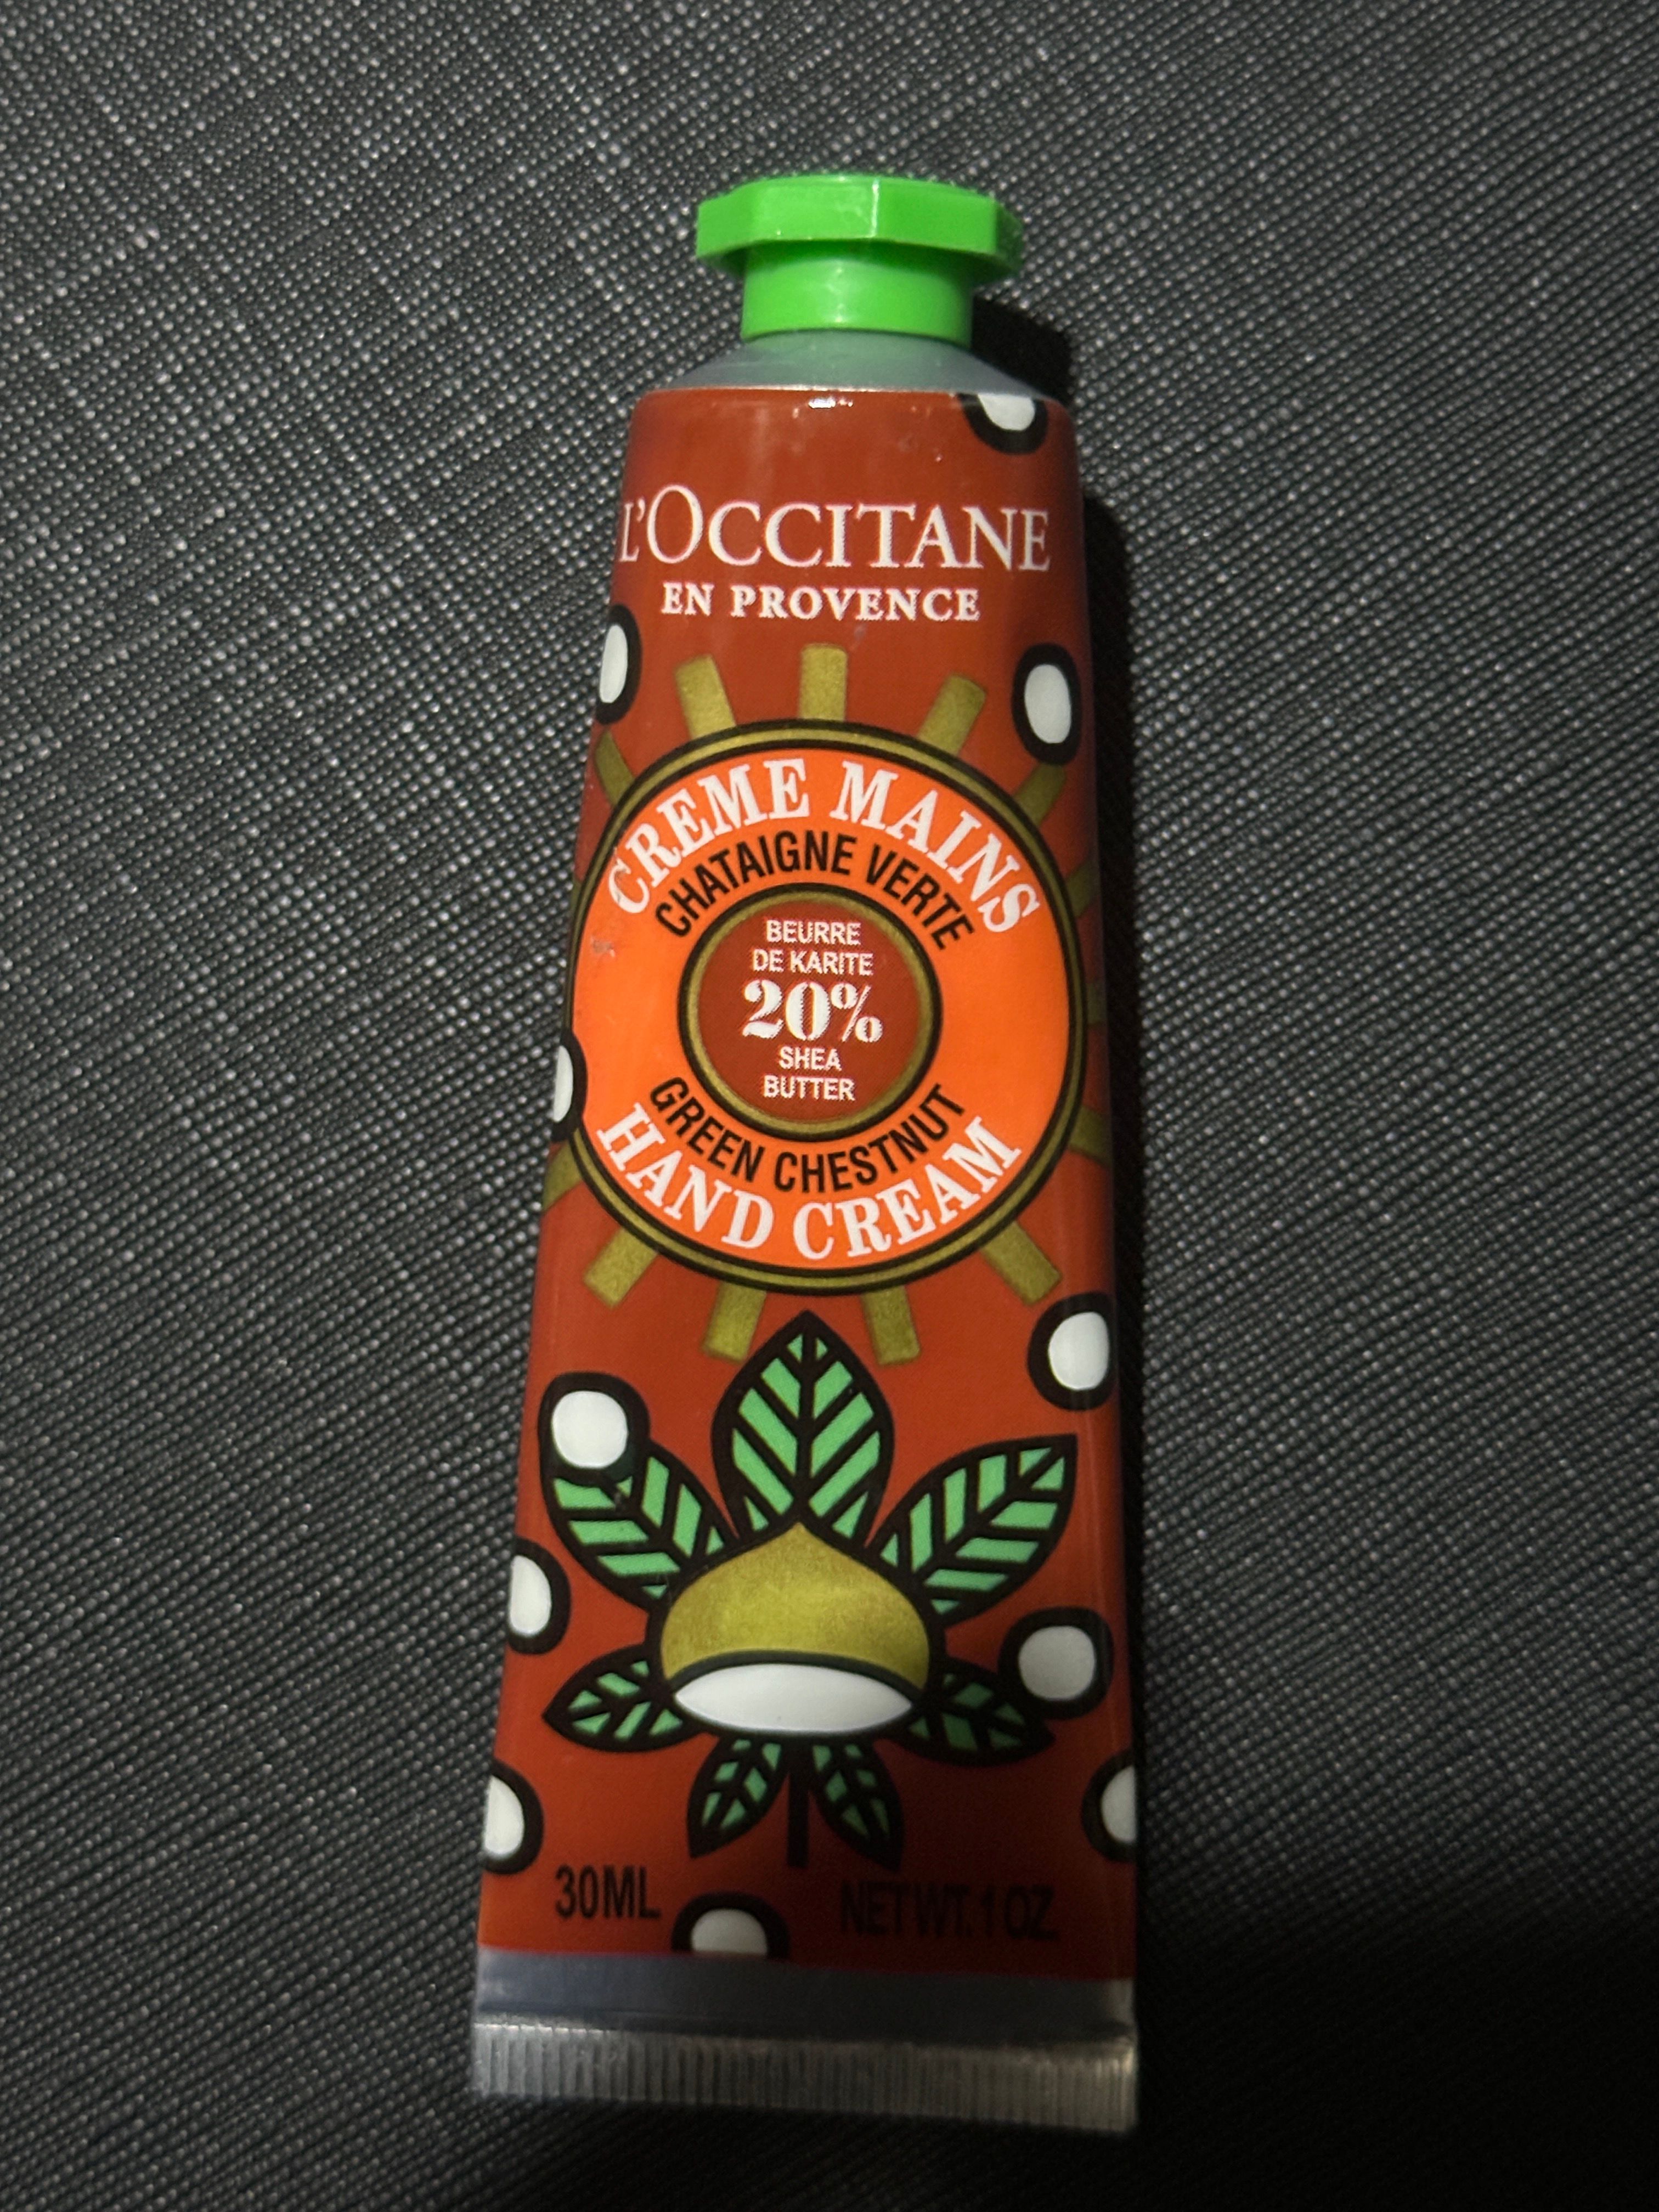 L'OCCITANE
EN PROVENCE
CREME MAINS
CHATAIGNE VERTE
BEURRE
DE KARITE
20%
SHEA
BUTTER
GREEN CHESTNUT
HAND CREAM
30ML
NET WT. 1 OZ.